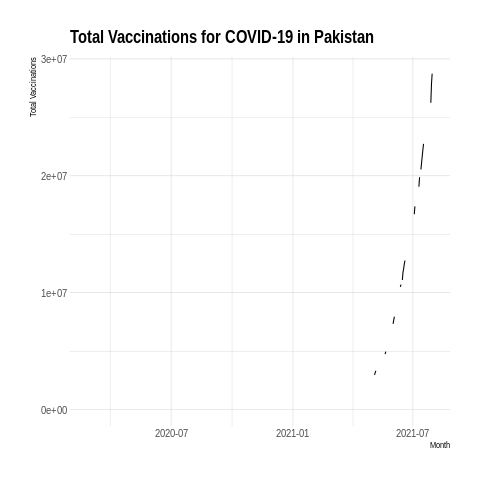 Total Vaccinations for COVID-19 in Pakistan
Total Vaccinations
3e+07
2e+07
1e+07
0e+00
2020-07
2021-01
2021-07
Month